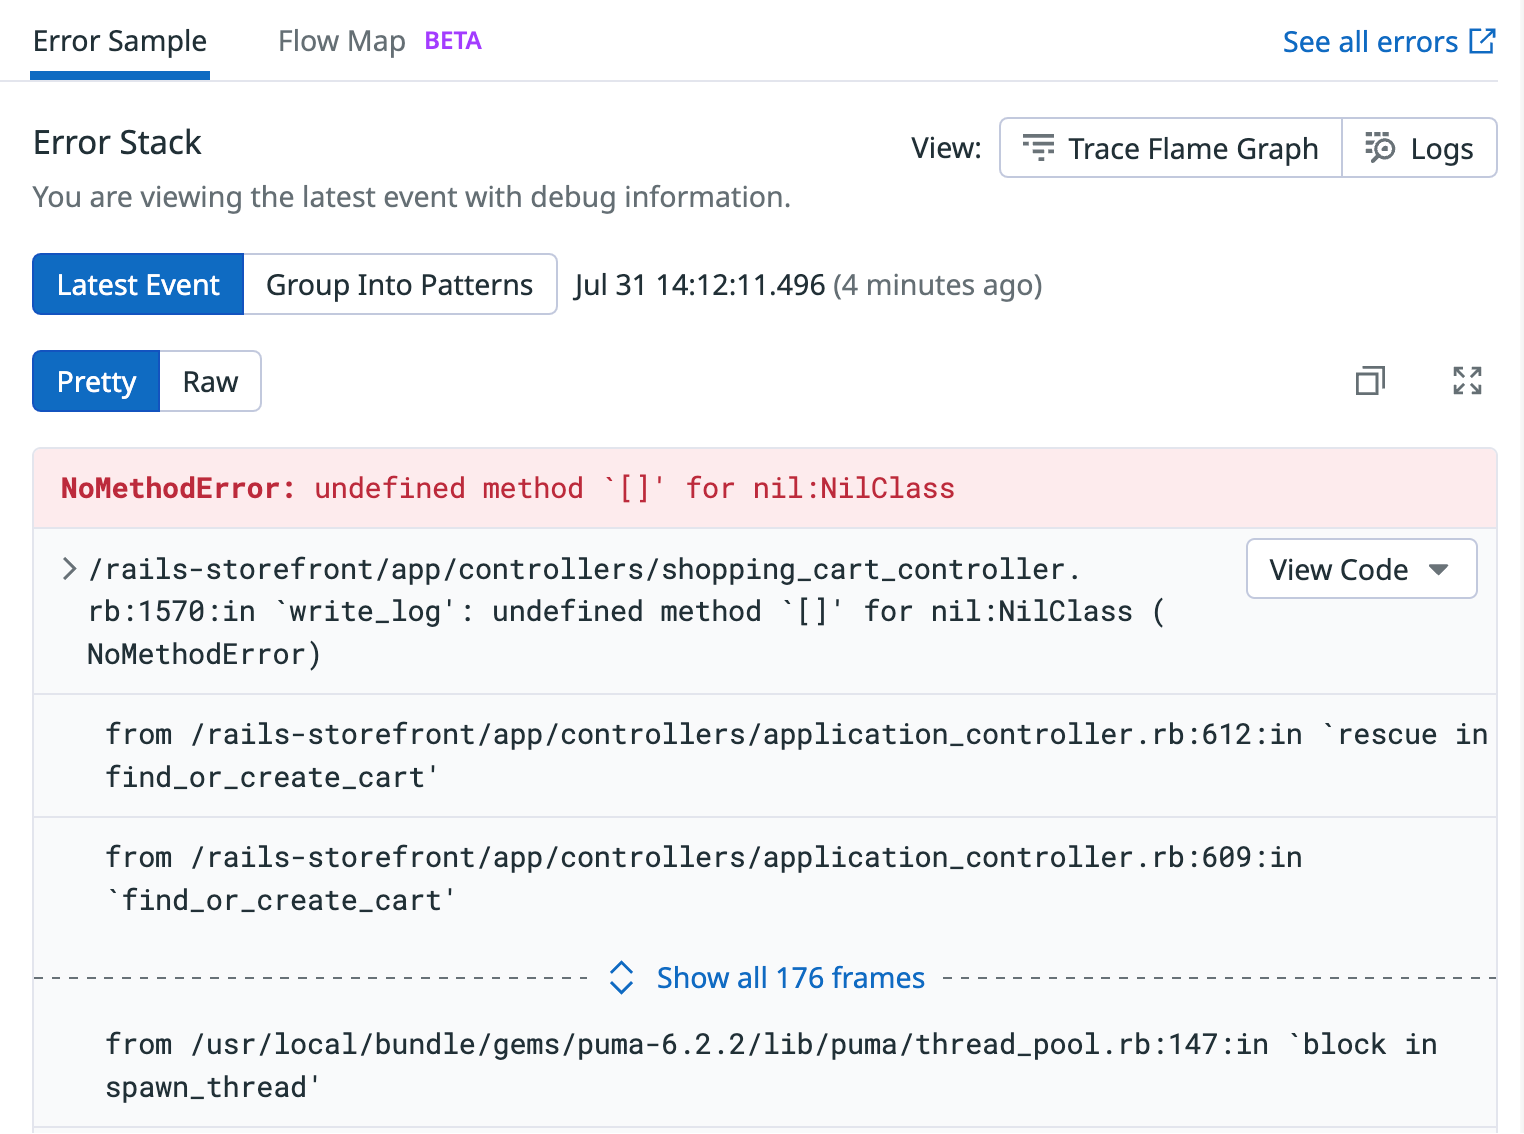 Error Sample
Flow Map BETA
See all errors
Error Stack
View:
Trace Flame Graph
Logs
You are viewing the latest event with debug information.
Latest Event
Group Into Patterns
Jul 31 14:12:11.496 (4 minutes ago)
Pretty
Raw
NoMethodError: undefined method `[]' for nil:NilClass
/rails-storefront/app/controllers/shopping_cart_controller.
rb:1570:in `write_log': undefined method `[]' for nil:NilClass (
NoMethodError)
View Code
from /rails-storefront/app/controllers/application_controller.rb:612:in `rescue in
find_or_create_cart'
from /rails-storefront/app/controllers/application_controller.rb:609:in
`find_or_create_cart'
Show all 176 frames
from /usr/local/bundle/gems/puma-6.2.2/lib/puma/thread_pool.rb:147:in `block in
spawn_thread'